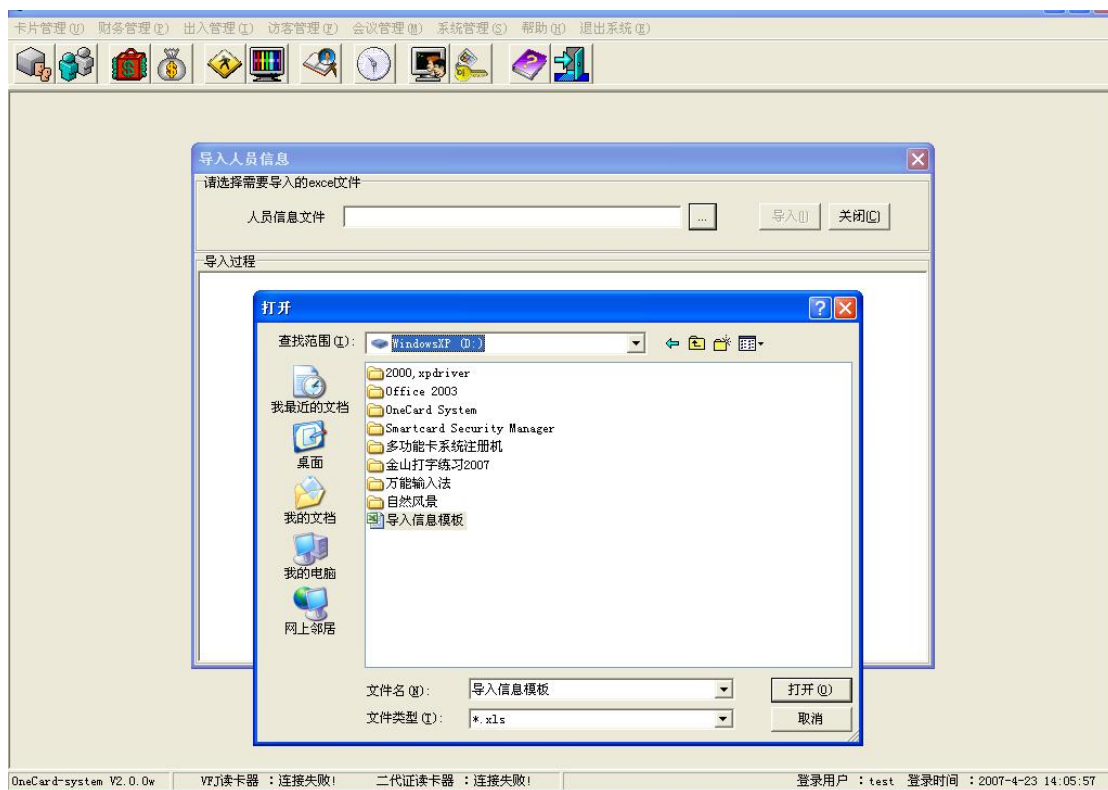 卡片管理(U) 财务管理(P) 出入管理(I) 访客管理(F) 会议管理(M) 系统管理(S) 帮助(H) 退出系统(E)
导入人员信息
请选择需要导入的excel文件
人员信息文件 ... 导入(I) 关闭(C)
导入过程
打开
查找范围(I): WindowsXP (D:)
2000,xpdriver
Office 2003
OneCard System
Smartcard Security Manager
多功能卡系统注册机
金山打字练习2007
万能输入法
自然风景
导入信息模板
我最近的文档
桌面
我的文档
我的电脑
网上邻居
文件名(N): 导入信息模板 打开(O)
文件类型(T): *.xls 取消
OneCard-system V2.0.0w VFJ读卡器 :连接失败! 二代证读卡器 :连接失败! 登录用户 :test 登录时间 :2007-4-23 14:05:57